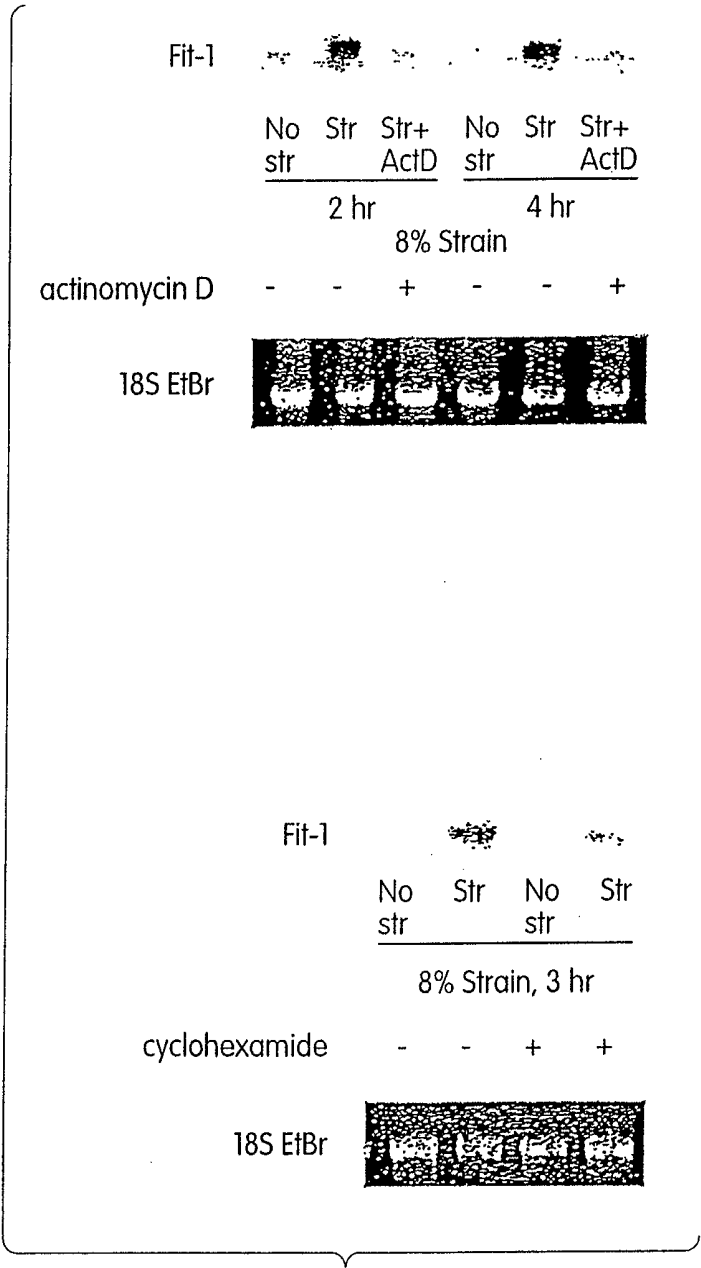 Fit-1
No str Str Str+ ActD No str Str Str+ ActD
2 hr 4 hr
8% Strain
actinomycin D - - + - - +
18S EtBr
Fit-1
No str Str No str Str
8% Strain, 3 hr
cyclohexamide - - + +
18S EtBr